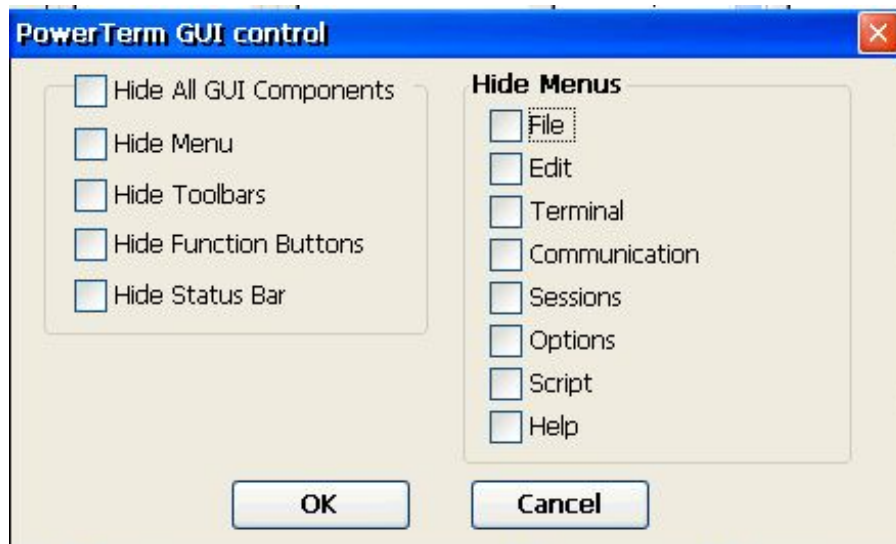 PowerTerm GUI control
Hide All GUI Components
Hide Menu
Hide Toolbars
Hide Function Buttons
Hide Status Bar
Hide Menus
File
Edit
Terminal
Communication
Sessions
Options
Script
Help
OK
Cancel